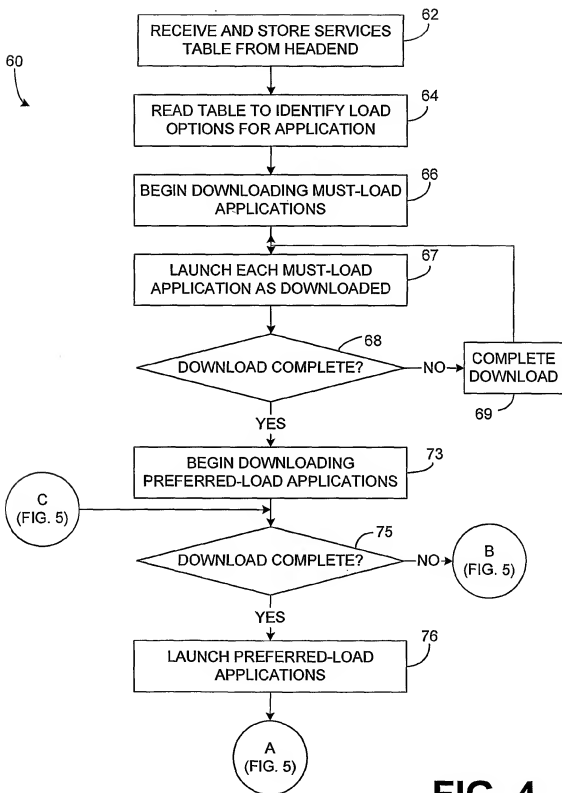 62
RECEIVE AND STORE SERVICES
TABLE FROM HEADEND
60
64
READ TABLE TO IDENTIFY LOAD
OPTIONS FOR APPLICATION
66
BEGIN DOWNLOADING MUST-LOAD
APPLICATIONS
67
LAUNCH EACH MUST-LOAD
APPLICATION AS DOWNLOADED
68
DOWNLOAD COMPLETE?
NO
COMPLETE
DOWNLOAD
69
YES
73
BEGIN DOWNLOADING
PREFERRED-LOAD APPLICATIONS
C
(FIG. 5)
75
DOWNLOAD COMPLETE?
NO
B
(FIG. 5)
YES
76
LAUNCH PREFERRED-LOAD
APPLICATIONS
A
(FIG. 5)
FIG. 4